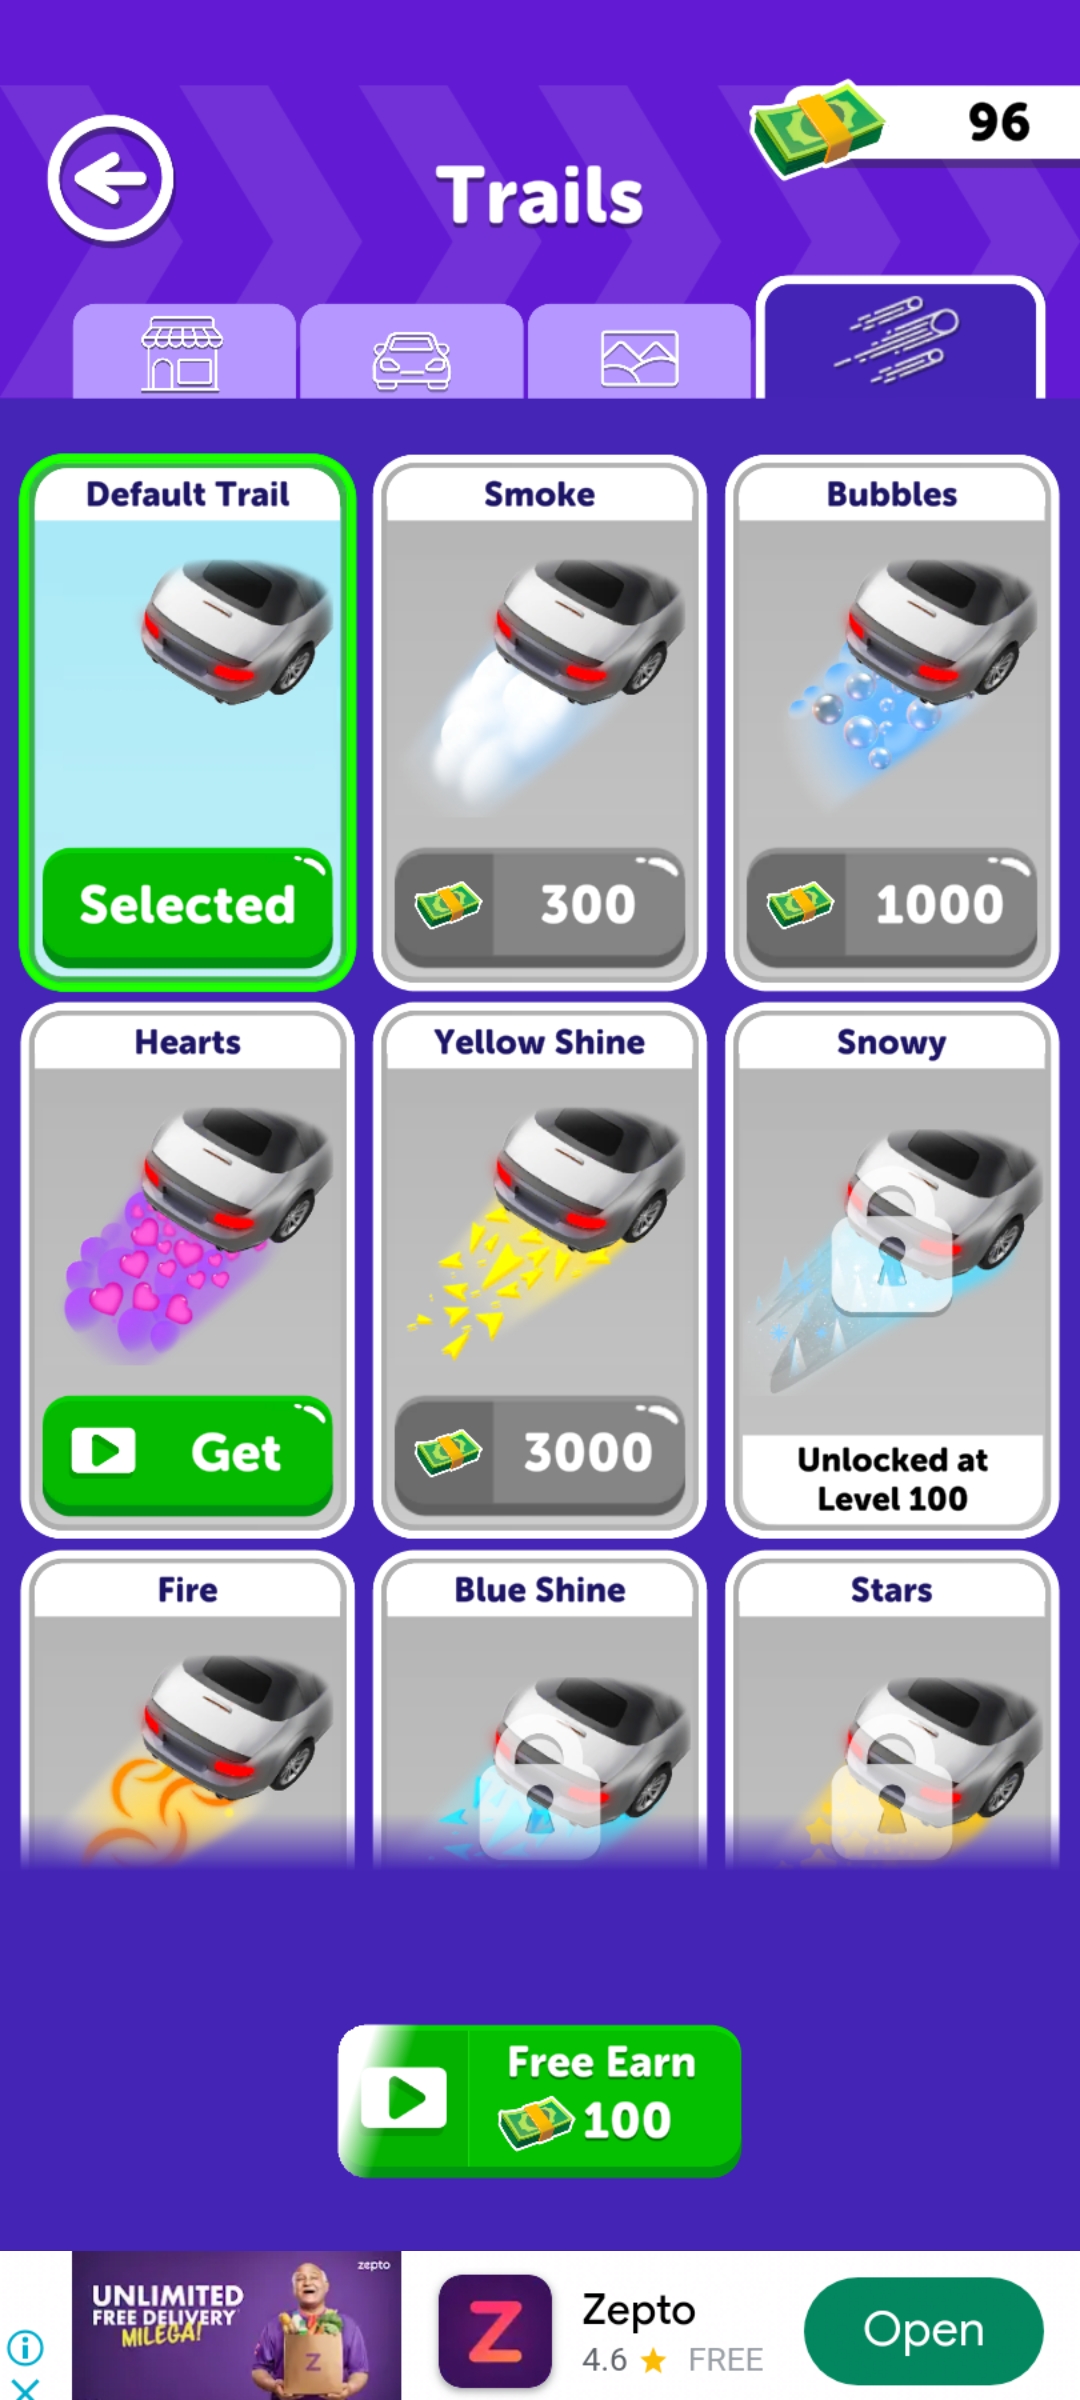 96
Trails
Default Trail
Smoke
Bubbles
Selected
300
1000
Hearts
Yellow Shine
Snowy
Get
3000
Unlocked at
Level 100
Fire
Blue Shine
Stars
Free Earn
100
zepto
UNLIMITED
FREE DELIVERY
MILEGA!
Z
Z
Zepto
4.6 ★ FREE
Open